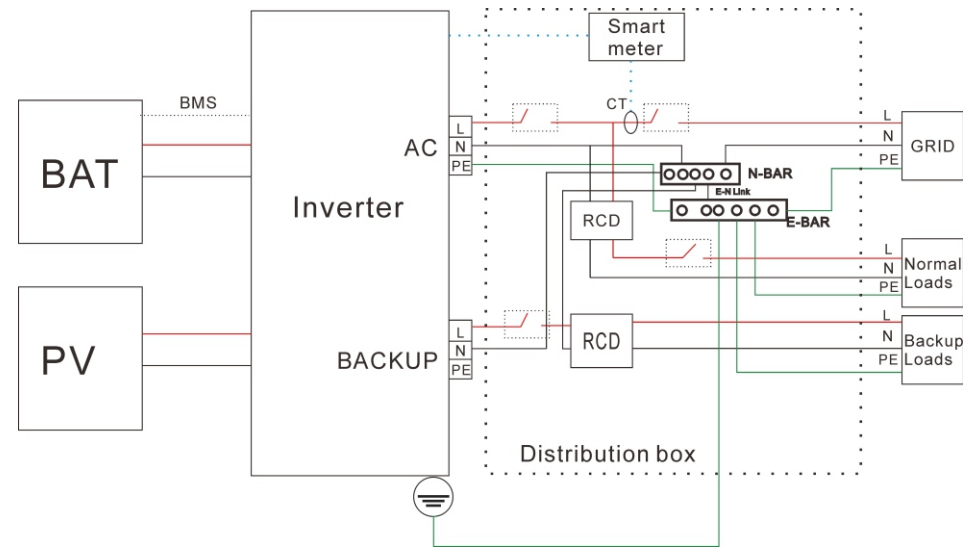 Smart
meter
BMS
CT
L
L
N
GRID
BAT
AC
N
PE
PE
N-BAR
E-N Link
Inverter
E-BAR
RCD
L
N
Normal
PE
Loads
L
PV
BACKUP
L
N
PE
RCD
N
Backup
Loads
PE
Distribution box